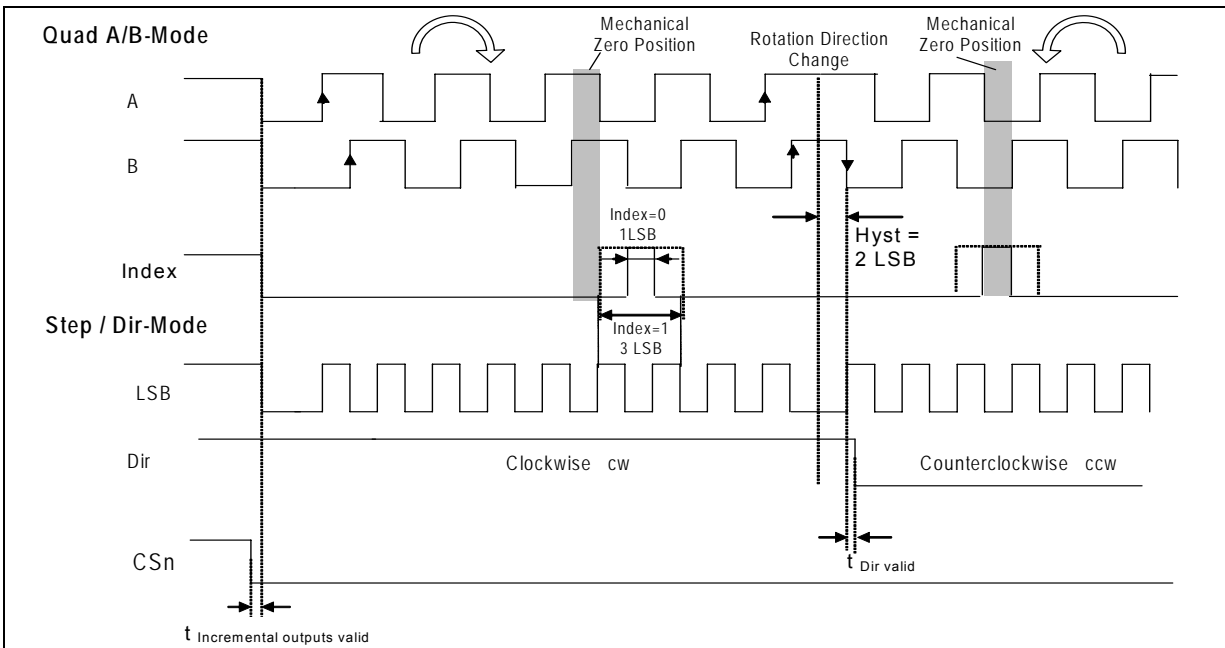 Quad A/B-Mode
Mechanical
Zero Position
Rotation Direction
Change
Mechanical
Zero Position
A
B
Index=0
1LSB
Hyst =
2 LSB
Index
Step / Dir-Mode
Index=1
3 LSB
LSB
Dir
Clockwise cw
Counterclockwise ccw
CSn
t Dir valid
t Incremental outputs valid